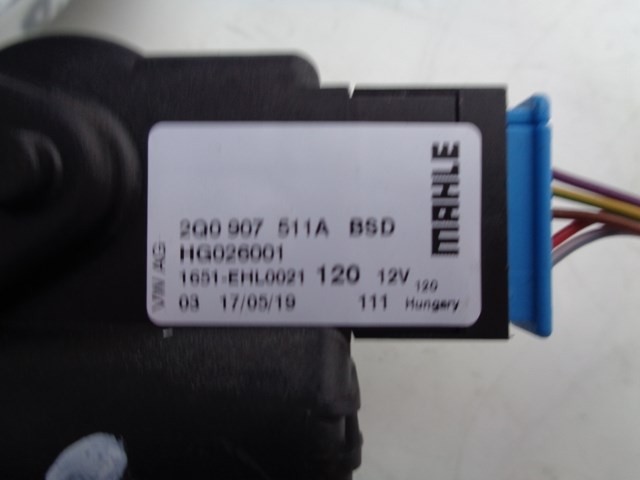 2Q0 907 511A BSD
HG026001
1651-EHL0021 120 12V 120
03 17/05/19 111 Hungary
VW AG
MAHLE